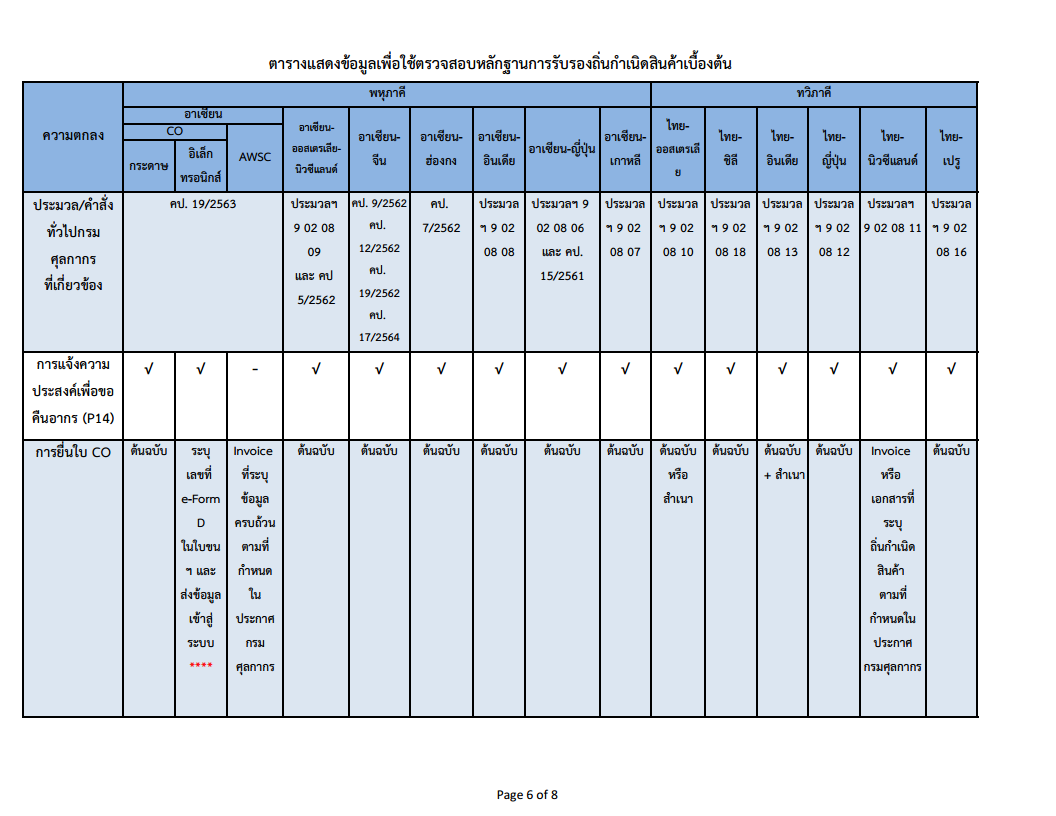 ตารางแสดงข้อมูลเพื่อใช้ตรวจสอบหลักฐานการรับรองถิ่นกำเนิดสินค้าเบื้องต้น
ความตกลง
พหุภาคี
ทวิภาคี
อาเซียน
CO
กระดาษ
อิเล็ก
ทรอนิกส์
AWSC
อาเซียน-
ออสเตรเลีย-
นิวซีแลนด์
อาเซียน-
จีน
อาเซียน-
ฮ่องกง
อาเซียน-
อินเดีย
อาเซียน-ญี่ปุ่น
อาเซียน-
เกาหลี
ไทย-
ออสเตรเลี
ย
ไทย-
ชิลี
ไทย-
อินเดีย
ไทย-
ญี่ปุ่น
ไทย-
นิวซีแลนด์
ไทย-
เปรู
ประมวล/คำสั่ง
ทั่วไปกรม
ศุลกากร
ที่เกี่ยวข้อง
คป. 19/2563
ประมวลฯ
9 02 08
09
และ คป
5/2562
คป. 9/2562
คป.
12/2562
คป.
19/2562
คป.
17/2564
คป.
7/2562
ประมวล
ฯ 9 02
08 08
ประมวลฯ 9
02 08 06
และ คป.
15/2561
ประมวล
ฯ 9 02
08 07
ประมวล
ฯ 9 02
08 10
ประมวล
ฯ 9 02
08 18
ประมวล
ฯ 9 02
08 13
ประมวล
ฯ 9 02
08 12
ประมวลฯ
9 02 08 11
ประมวล
ฯ 9 02
08 16
การแจ้งความ
ประสงค์เพื่อขอ
คืนอากร (P14)
√
√
-
√
√
√
√
√
√
√
√
√
√
√
√
การยื่นใบ CO
ต้นฉบับ
ระบุ
เลขที่
e-Form
D
ในใบขน
ฯ และ
ส่งข้อมูล
เข้าสู่
ระบบ
****
Invoice
ที่ระบุ
ข้อมูล
ครบถ้วน
ตามที่
กำหนด
ใน
ประกาศ
กรม
ศุลกากร
ต้นฉบับ
ต้นฉบับ
ต้นฉบับ
ต้นฉบับ
ต้นฉบับ
ต้นฉบับ
ต้นฉบับ
หรือ
สำเนา
ต้นฉบับ
ต้นฉบับ
+ สำเนา
ต้นฉบับ
Invoice
หรือ
เอกสารที่
ระบุ
ถิ่นกำเนิด
สินค้า
ตามที่
กำหนดใน
ประกาศ
กรมศุลกากร
ต้นฉบับ
Page 6 of 8